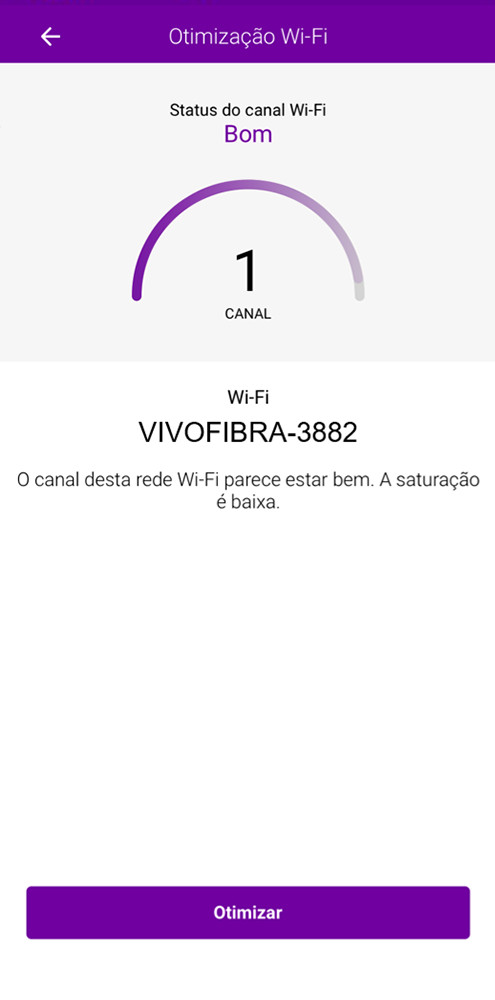 Otimização Wi-Fi
Status do canal Wi-Fi
Bom
1
CANAL
Wi-Fi
VIVOFIBRA-3882
O canal desta rede Wi-Fi parece estar bem. A saturação
é baixa.
Otimizar